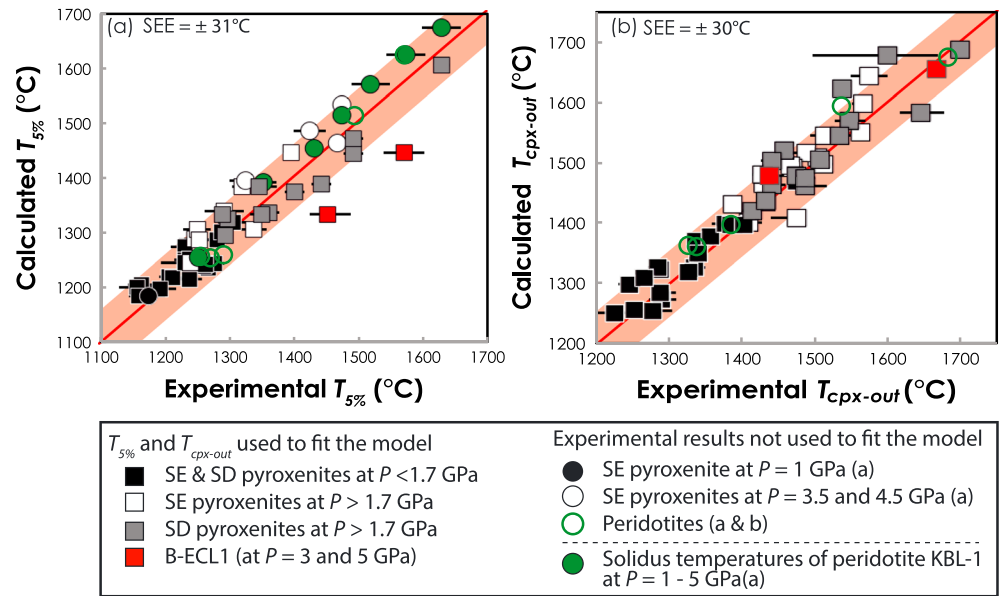 (a) SEE = ± 31°C
Calculated T5% (°C)
1700
1600
1500
1400
1300
1200
1100
1100
1200
1300
1400
1500
1600
1700
Experimental T5% (°C)
(b) SEE = ± 30°C
Calculated Tcpx-out (°C)
1700
1600
1500
1400
1300
1200
1200
1300
1400
1500
1600
1700
Experimental Tcpx-out (°C)
T5% and Tcpx-out used to fit the model
SE & SD pyroxenites at P <1.7 GPa
SE pyroxenites at P > 1.7 GPa
SD pyroxenites at P > 1.7 GPa
B-ECL1 (at P = 3 and 5 GPa)
Experimental results not used to fit the model
SE pyroxenite at P = 1 GPa (a)
SE pyroxenites at P = 3.5 and 4.5 GPa (a)
Peridotites (a & b)
Solidus temperatures of peridotite KBL-1
at P = 1 - 5 GPa(a)